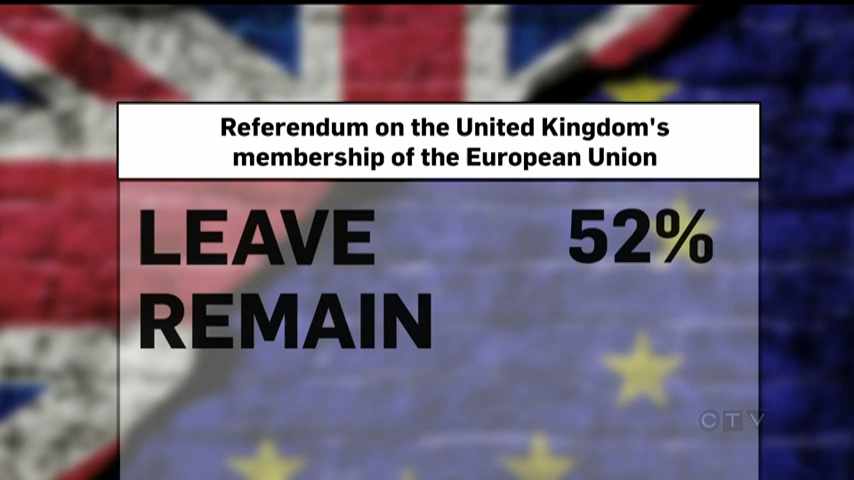 Referendum on the United Kingdom's
membership of the European Union
LEAVE 52%
REMAIN
CTV